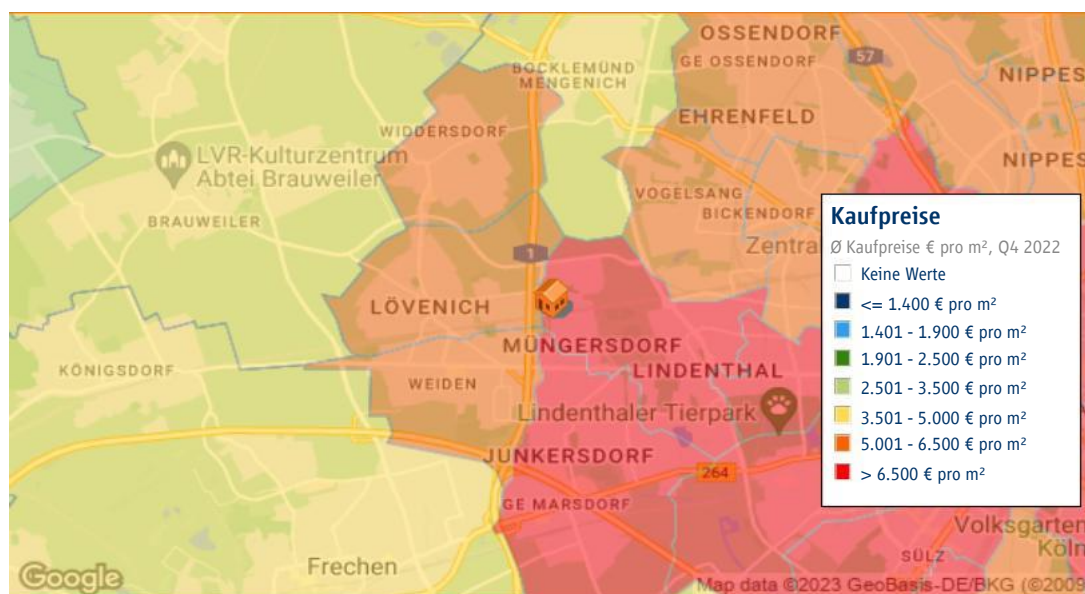 OSSENDORF
GE OSSENDORF
57
NIPPES
BOCKLEMÜND
MENGENICH
EHRENFELD
WIDDERSDORF
LVR-Kulturzentrum
Abtei Brauweiler
NIPPES
VOGELSANG
BICKENDORF
BRAUWEILER
Zentral
1
LÖVENICH
MÜNGERSDORF
KÖNIGSDORF
WEIDEN
LINDENTHAL
Lindenthaler Tierpark
JUNKERSDORF
264
GE MARSDORF
Volksgarten
Köln
SÜLZ
Frechen
Google
Map data ©2023 GeoBasis-DE/BKG (©2009
Kaufpreise
Ø Kaufpreise € pro m², Q4 2022
Keine Werte
<= 1.400 € pro m²
1.401 - 1.900 € pro m²
1.901 - 2.500 € pro m²
2.501 - 3.500 € pro m²
3.501 - 5.000 € pro m²
5.001 - 6.500 € pro m²
> 6.500 € pro m²